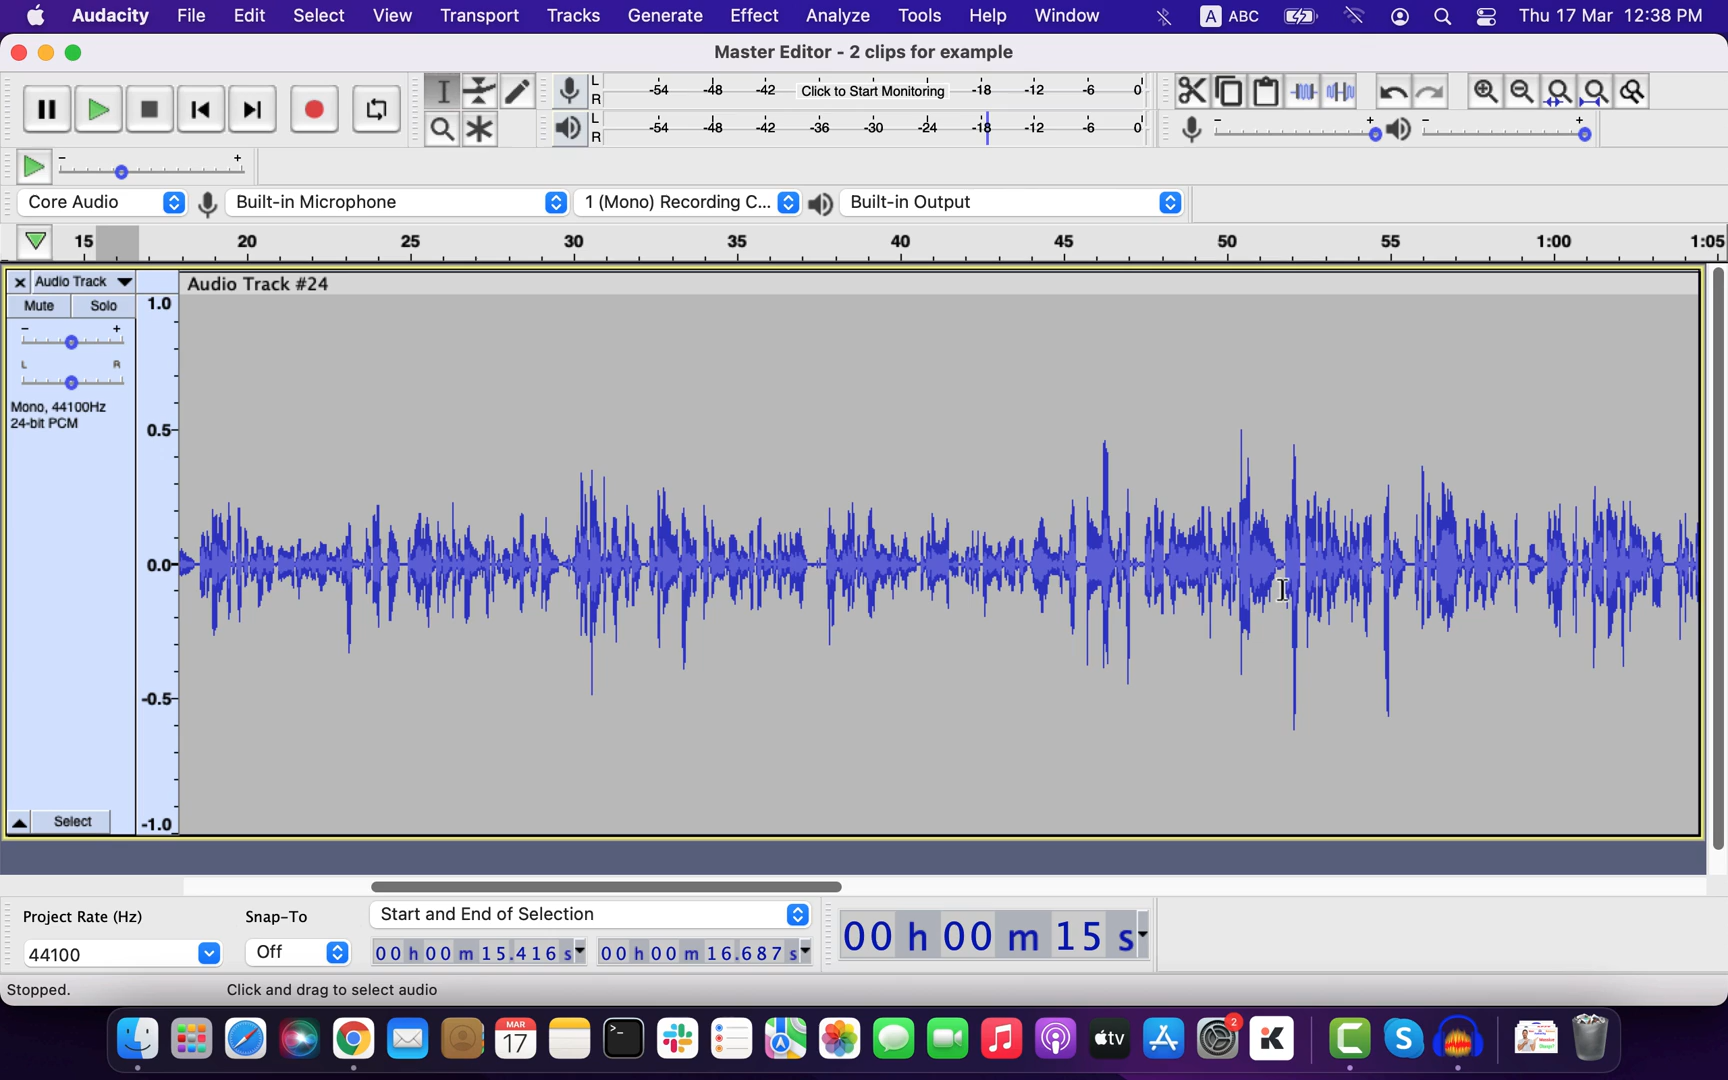 Audacity File Edit Select View Transport Tracks Generate Effect Analyze Tools Help Window A ABC Thu 17 Mar 12:38 PM
Master Editor - 2 clips for example
L -54 -48 -42 Click to Start Monitoring -18 -12 -6 0
R
L -54 -48 -42 -36 -30 -24 -18 -12 -6 0
R
- + - +
- +
Core Audio Built-in Microphone 1 (Mono) Recording C... Built-in Output
15 20 25 30 35 40 45 50 55 1:00 1:05
Audio Track Audio Track #24
Mute Solo 1.0
- +
L R
Mono, 44100Hz
24-bit PCM
0.5
0.0
-0.5
Select -1.0
Project Rate (Hz) Snap-To Start and End of Selection
44100 Off 00 h 00 m 15.416 s 00 h 00 m 16.687 s 00 h 00 m 15 s
Stopped. Click and drag to select audio
MAR
17
tv
2